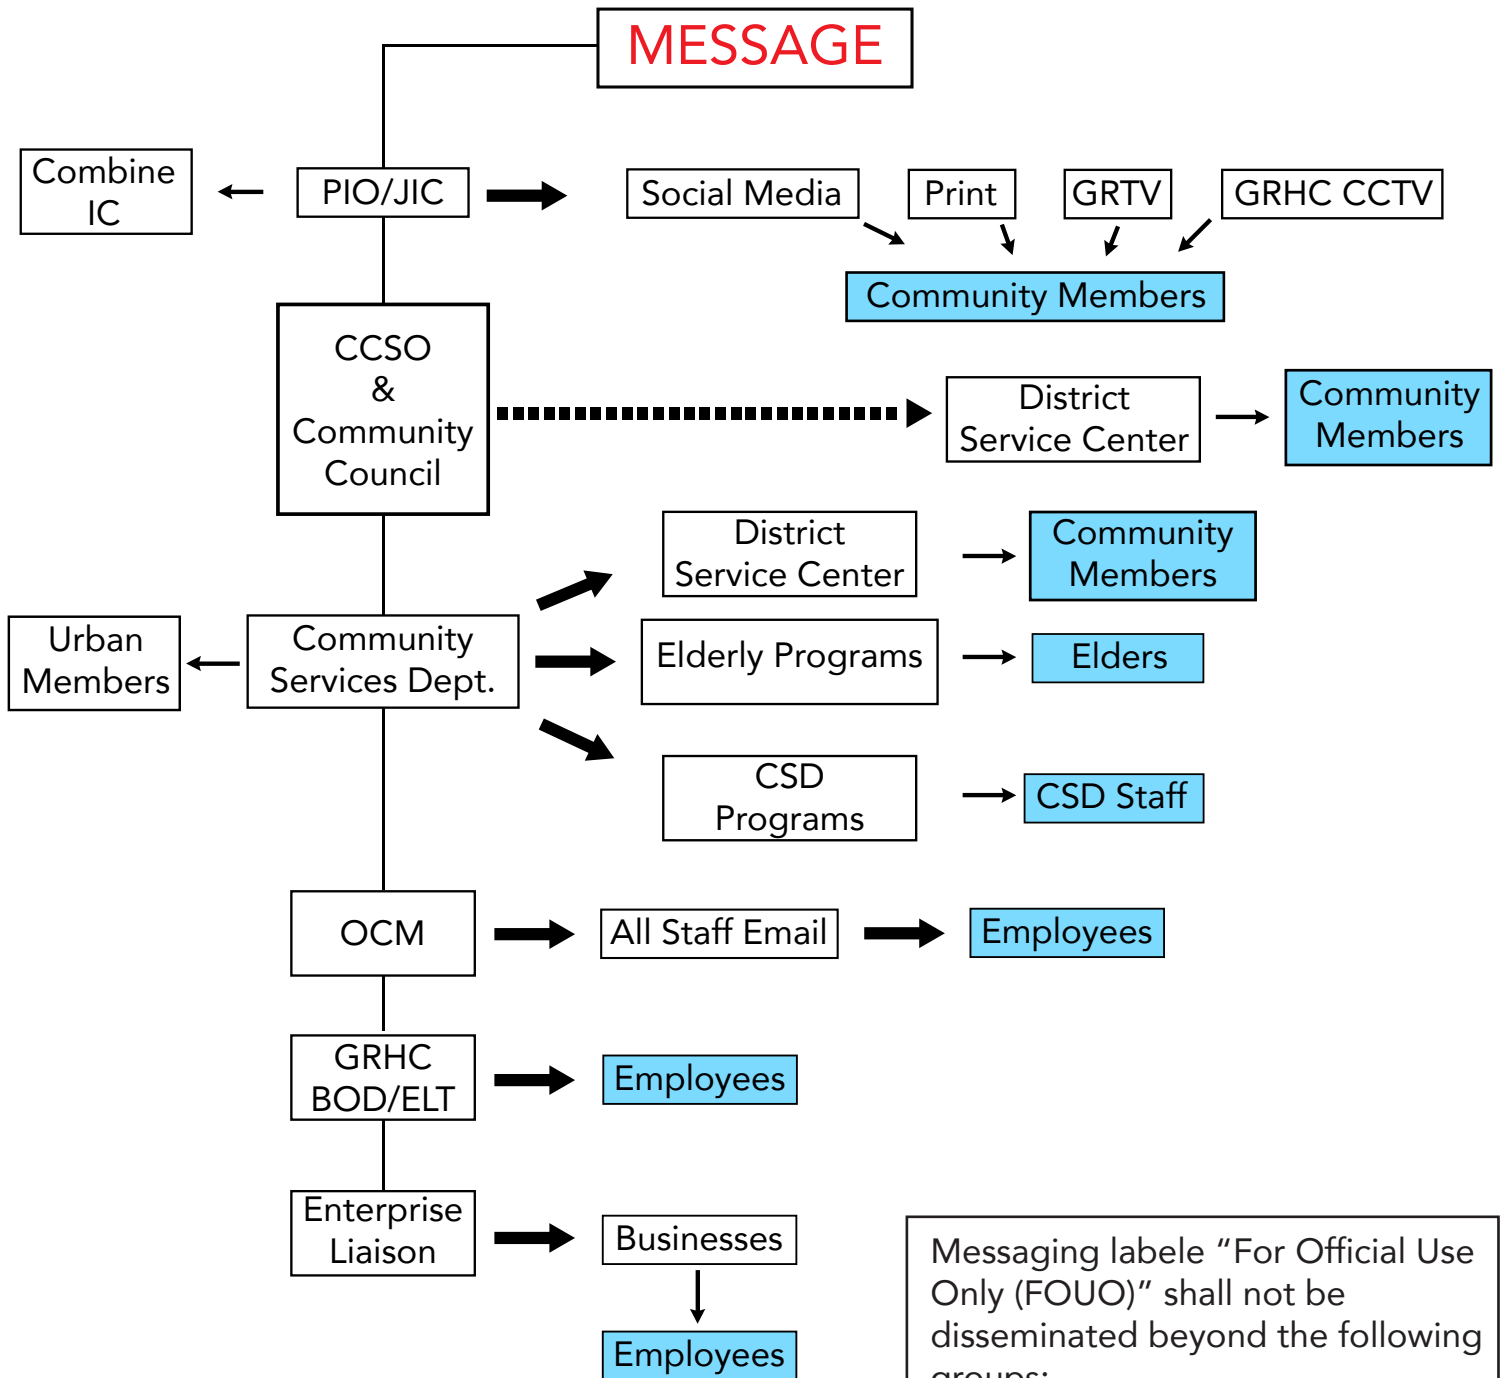 MESSAGE
Combine
IC
PIO/JIC
Social Media
Print
GRTV
GRHC CCTV
Community Members
CCSO
&
Community
Council
District
Service Center
Community
Members
District
Service Center
Community
Members
Urban
Members
Community
Services Dept.
Elderly Programs
Elders
CSD
Programs
CSD Staff
OCM
All Staff Email
Employees
GRHC
BOD/ELT
Employees
Enterprise
Liaison
Businesses
Employees
Messaging labele “For Official Use
Only (FOUO)” shall not be
disseminated beyond the following
groups: